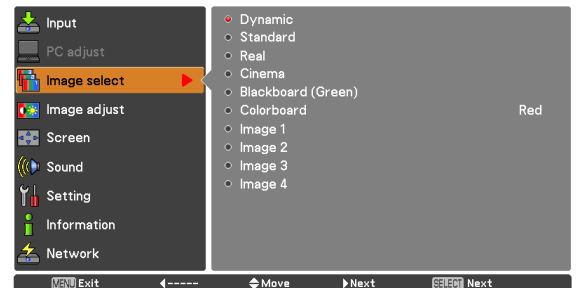 Input
PC adjust
Image select
Image adjust
Screen
Sound
Setting
Information
Network
Dynamic
Standard
Real
Cinema
Blackboard (Green)
Colorboard Red
Image 1
Image 2
Image 3
Image 4
MENU Exit ----- Move Next SELECT Next